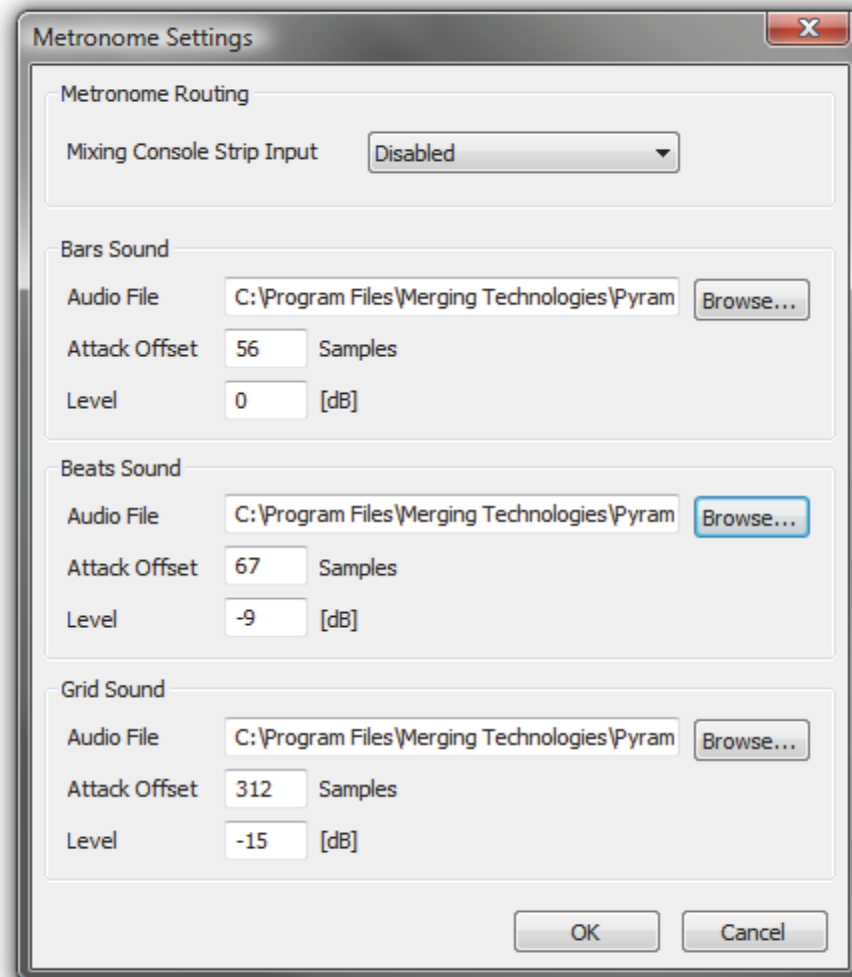 Metronome Settings
Metronome Routing
Mixing Console Strip Input Disabled
Bars Sound
Audio File C:\Program Files\Merging Technologies\Pyram Browse...
Attack Offset 56 Samples
Level 0 [dB]
Beats Sound
Audio File C:\Program Files\Merging Technologies\Pyram Browse...
Attack Offset 67 Samples
Level -9 [dB]
Grid Sound
Audio File C:\Program Files\Merging Technologies\Pyram Browse...
Attack Offset 312 Samples
Level -15 [dB]
OK Cancel